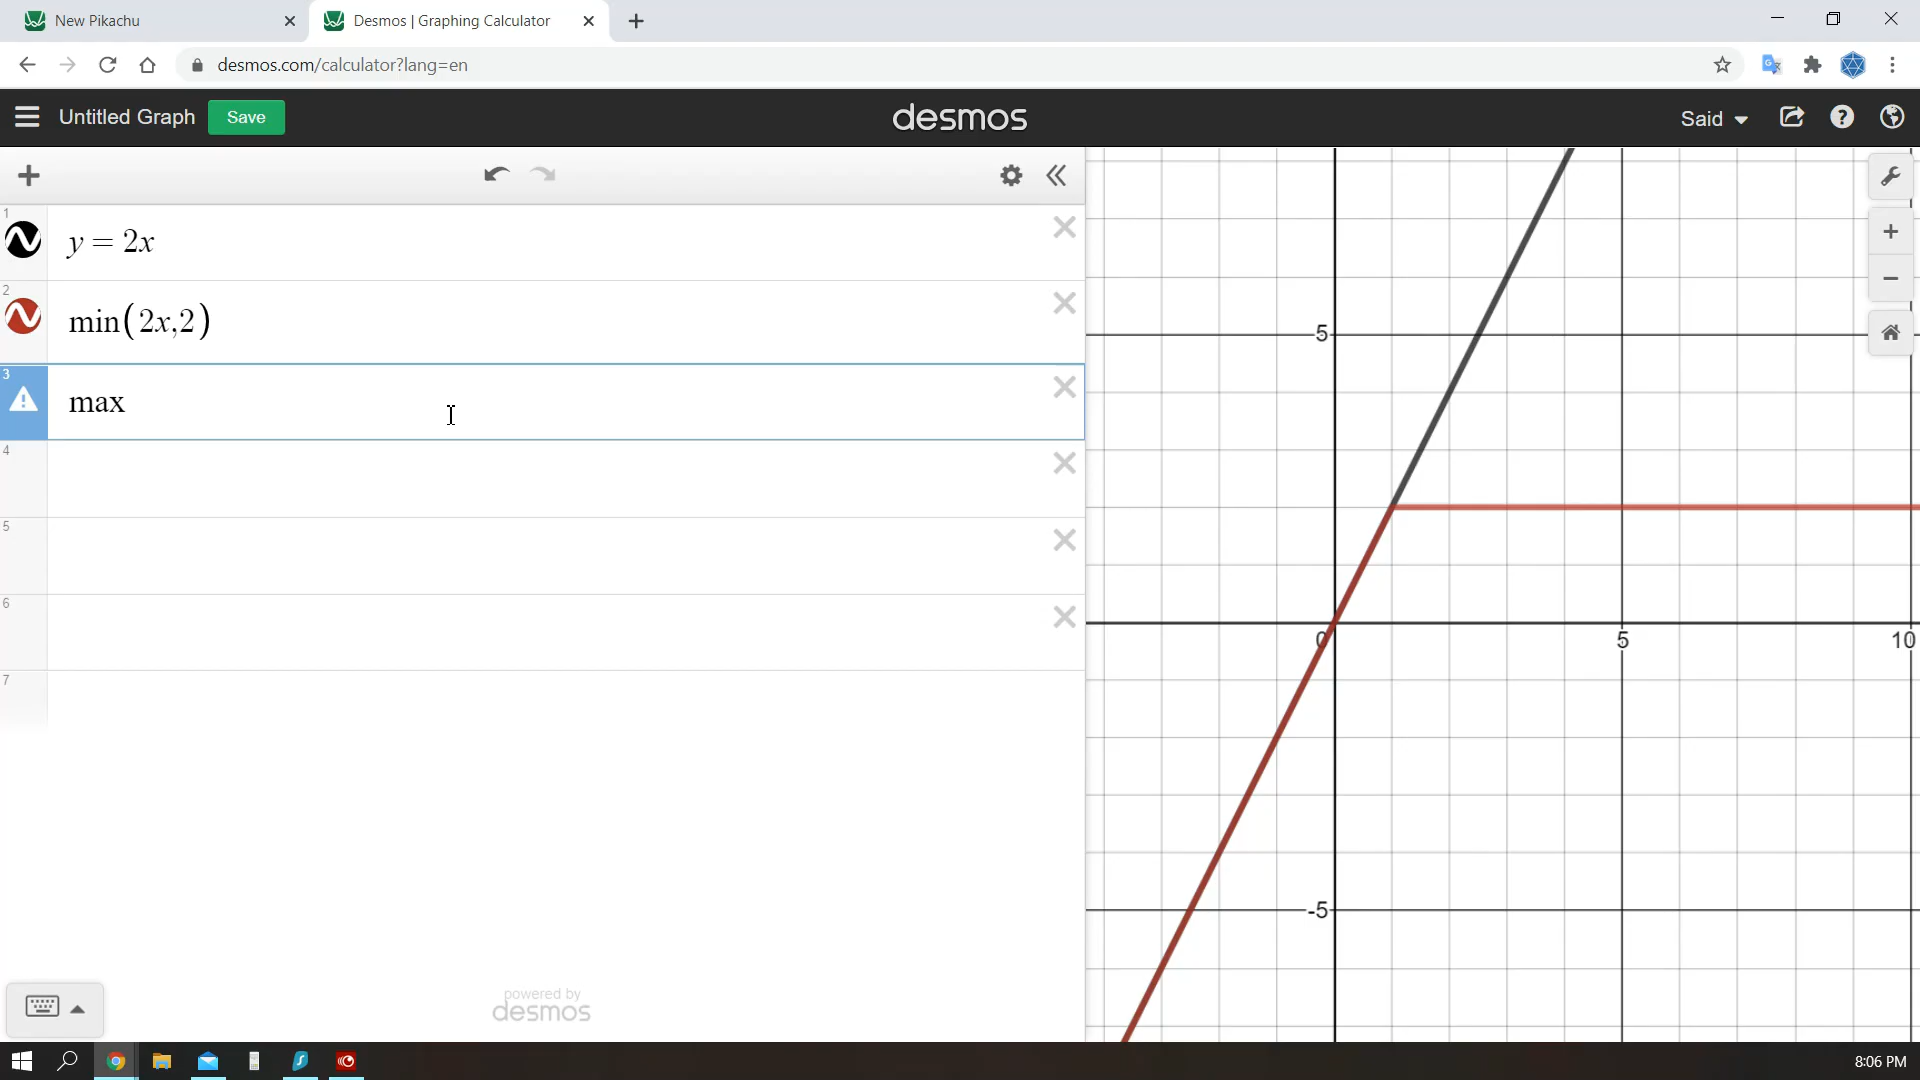 New Pikachu
Desmos | Graphing Calculator
desmos.com/calculator?lang=en
Untitled Graph
Save
desmos
Said
1
y = 2x
2
min(2x,2)
3
max
4
5
6
7
5
0
5
10
-5
powered by
desmos
8:06 PM